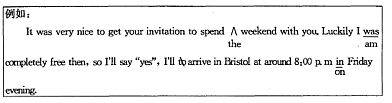 例如：
It was very nice to get your invitation to spend ∧ weekend with you. Luckily I was
the am
completely free then, so I'll say "yes", I'll to arrive in Bristol at around 8:00 p. m in Friday
on
evening.